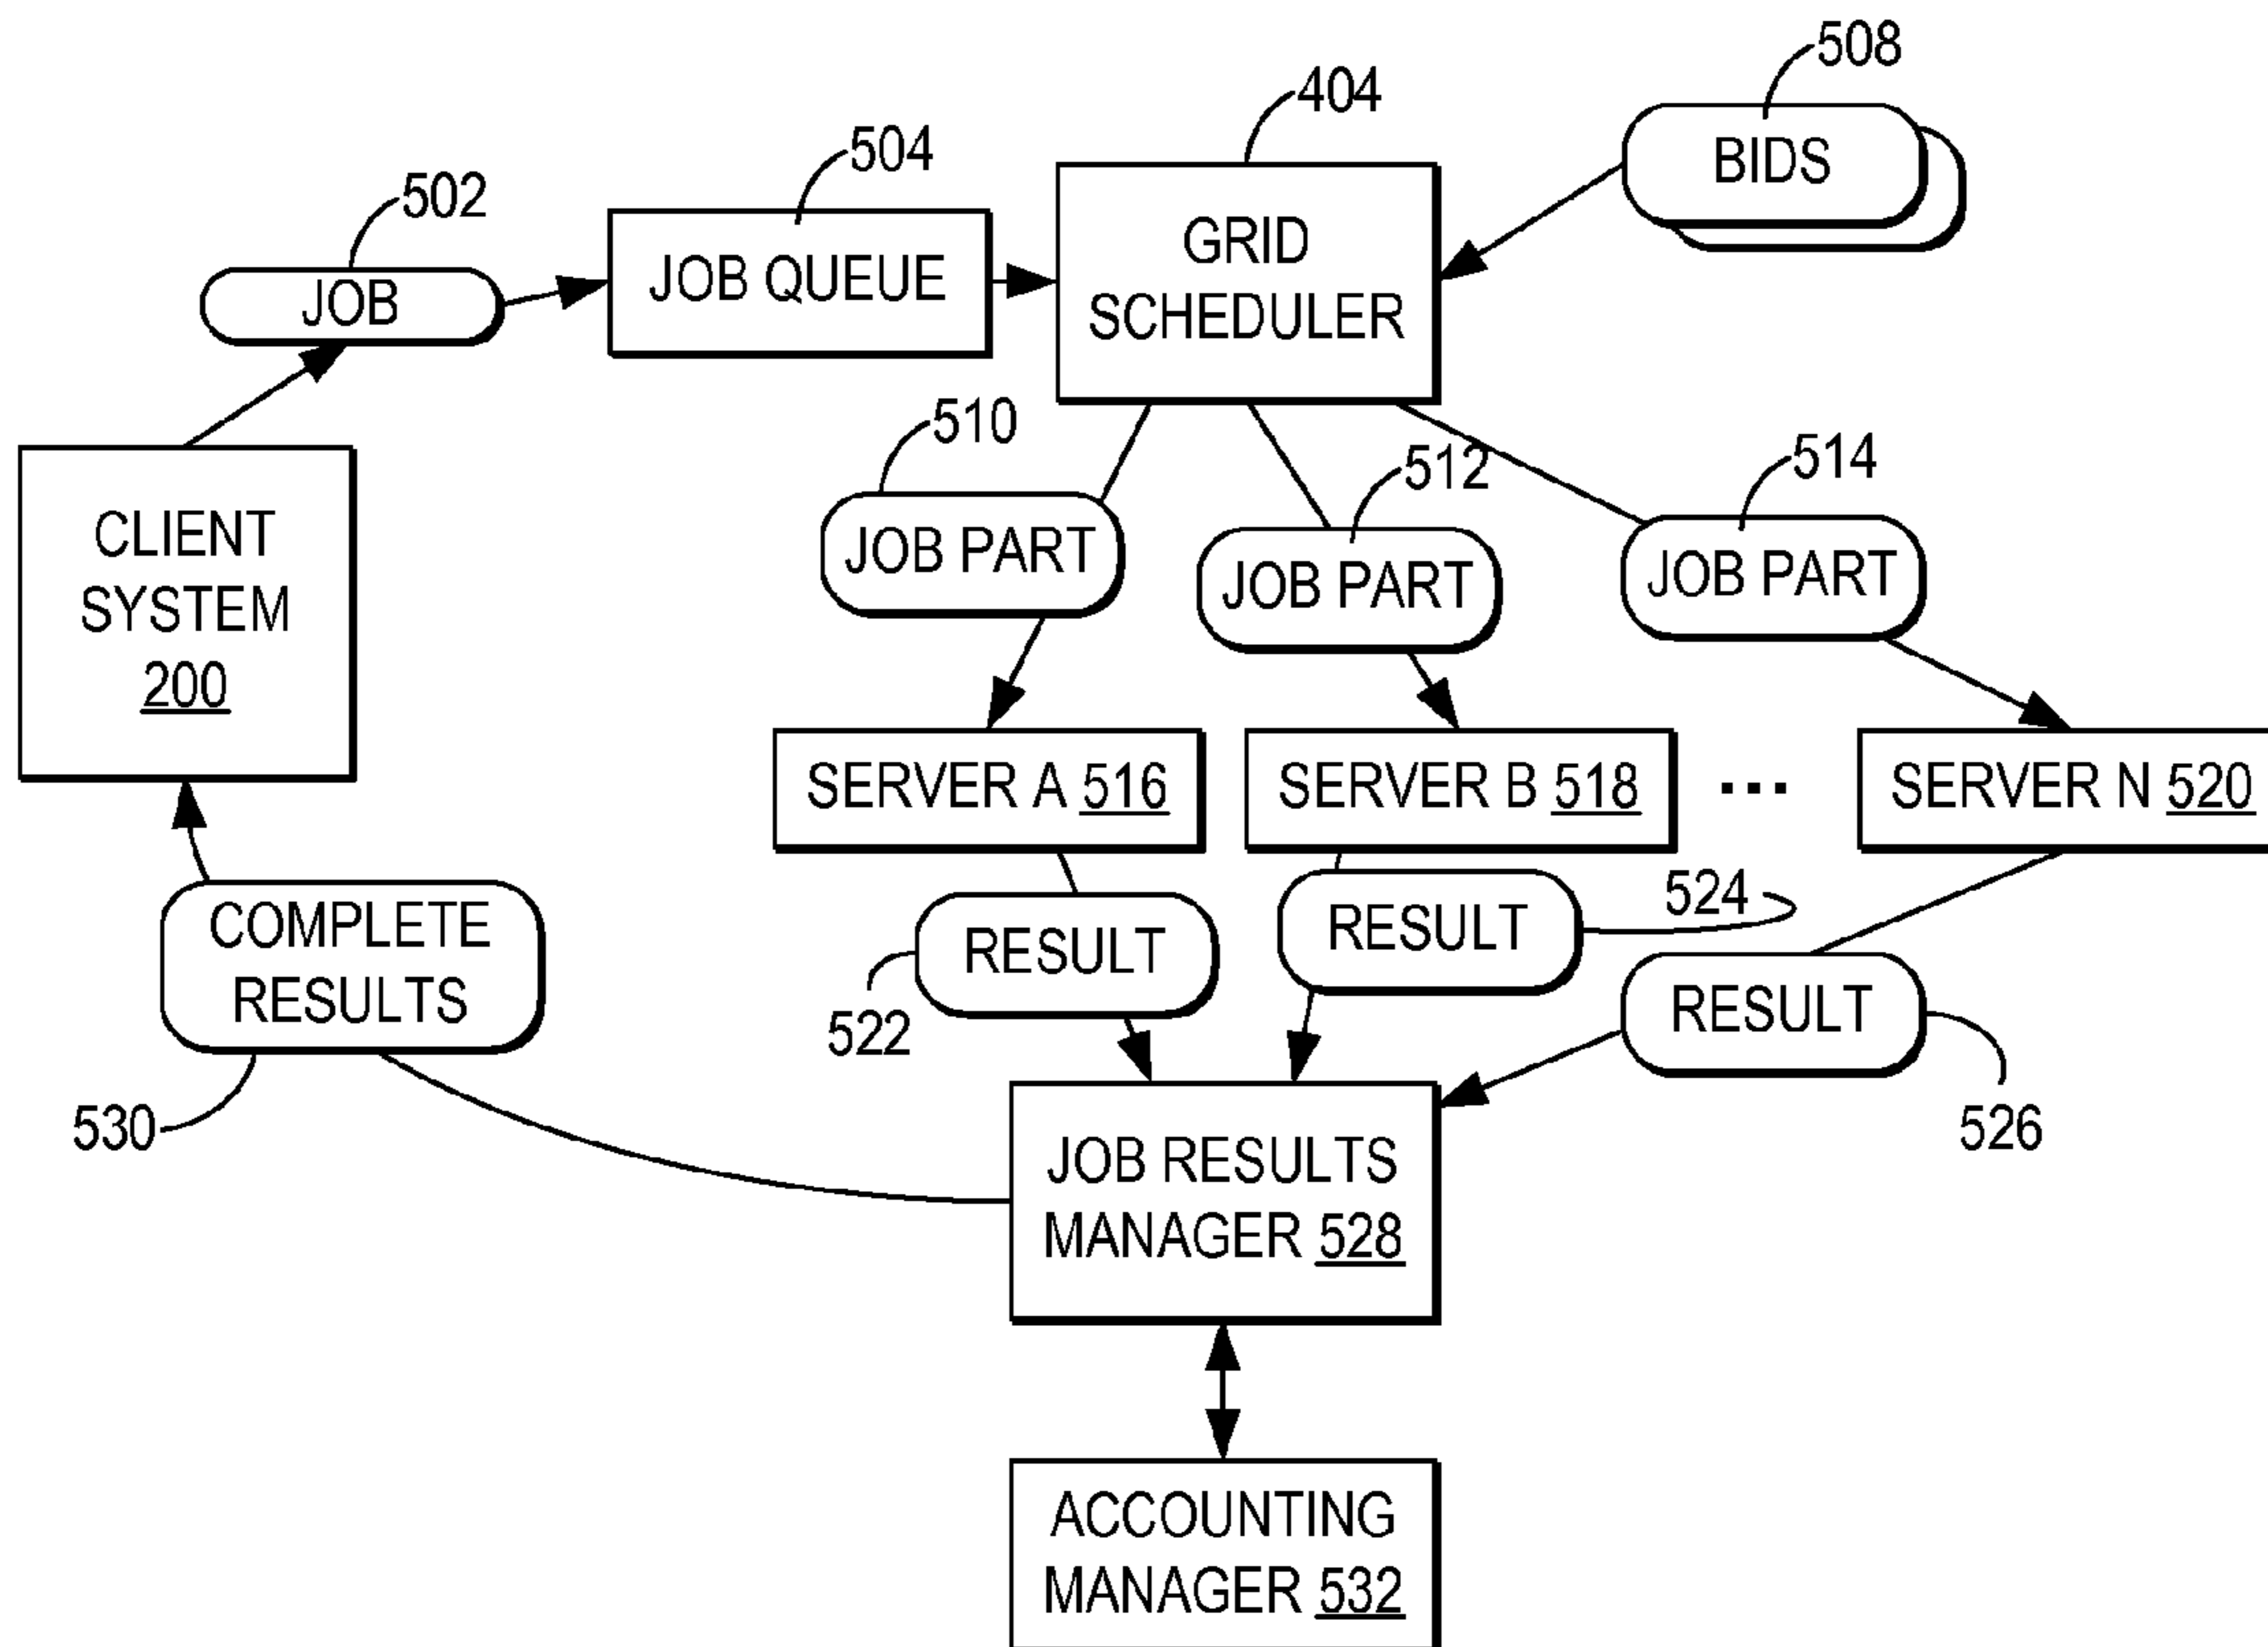 508
404
504
502
BIDS
GRID
SCHEDULER
JOB QUEUE
JOB
510
512
514
CLIENT
SYSTEM
200
JOB PART
JOB PART
JOB PART
SERVER A 516
SERVER B 518
...
SERVER N 520
COMPLETE
RESULTS
RESULT
RESULT
524
RESULT
522
530
526
JOB RESULTS
MANAGER 528
ACCOUNTING
MANAGER 532